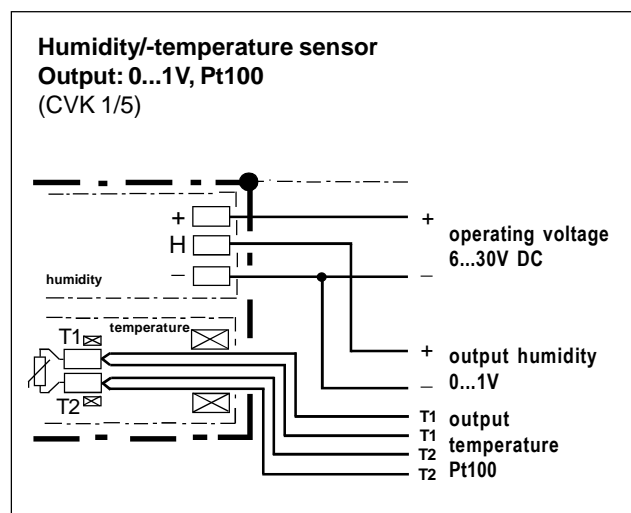 Humidity/-temperature sensor
Output: 0...1V, Pt100
(CVK 1/5)
+
H
–
humidity
+
operating voltage
–
6...30V DC
temperature
T1
T2
+
output humidity
–
0...1V
T1
output
T1
temperature
T2
Pt100
T2